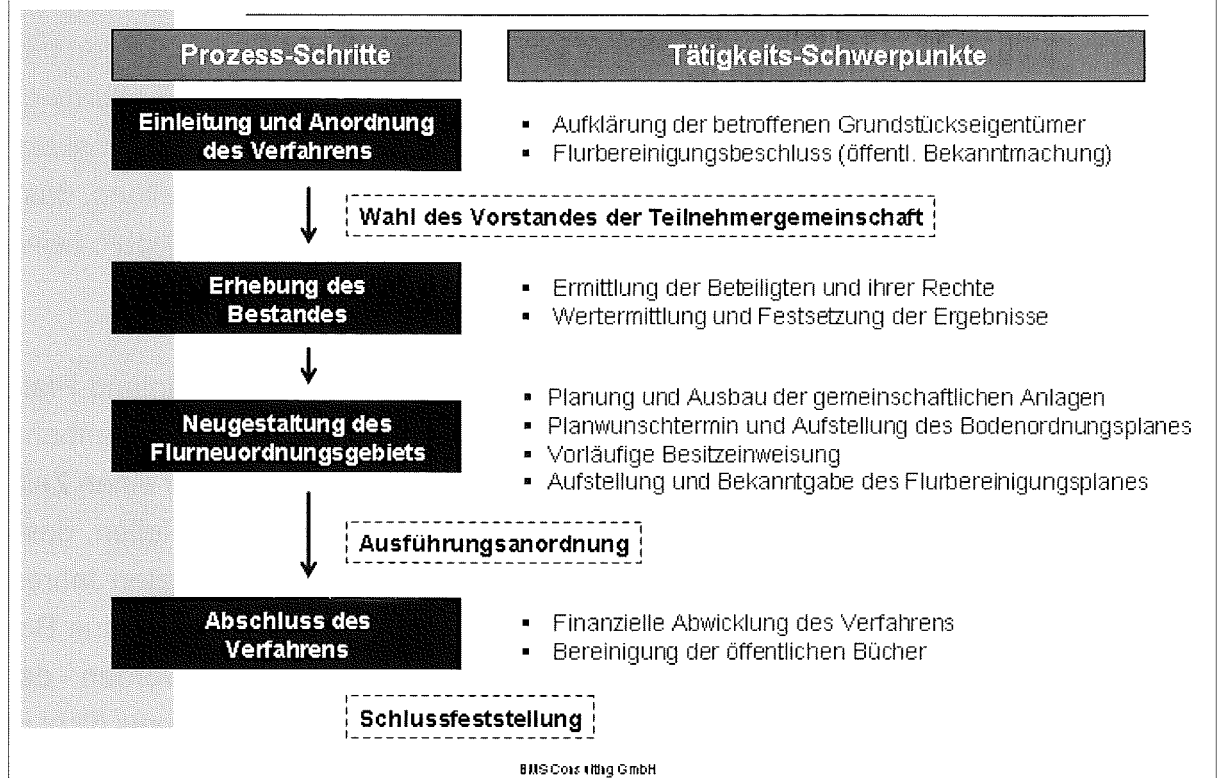 Prozess-Schritte
Tätigkeits-Schwerpunkte
Einleitung und Anordnung
des Verfahrens
▪ Aufklärung der betroffenen Grundstückseigentümer
▪ Flurbereinigungsbeschluss (öffentl. Bekanntmachung)
Wahl des Vorstandes der Teilnehmergemeinschaft
Erhebung des
Bestandes
▪ Ermittlung der Beteiligten und ihrer Rechte
▪ Wertermittlung und Festsetzung der Ergebnisse
Neugestaltung des
Flurneuordnungsgebiets
▪ Planung und Ausbau der gemeinschaftlichen Anlagen
▪ Planwunschtermin und Aufstellung des Bodenordnungsplanes
▪ Vorläufige Besitzeinweisung
▪ Aufstellung und Bekanntgabe des Flurbereinigungsplanes
Ausführungsanordnung
Abschluss des
Verfahrens
▪ Finanzielle Abwicklung des Verfahrens
▪ Bereinigung der öffentlichen Bücher
Schlussfeststellung
BMS Consulting GmbH